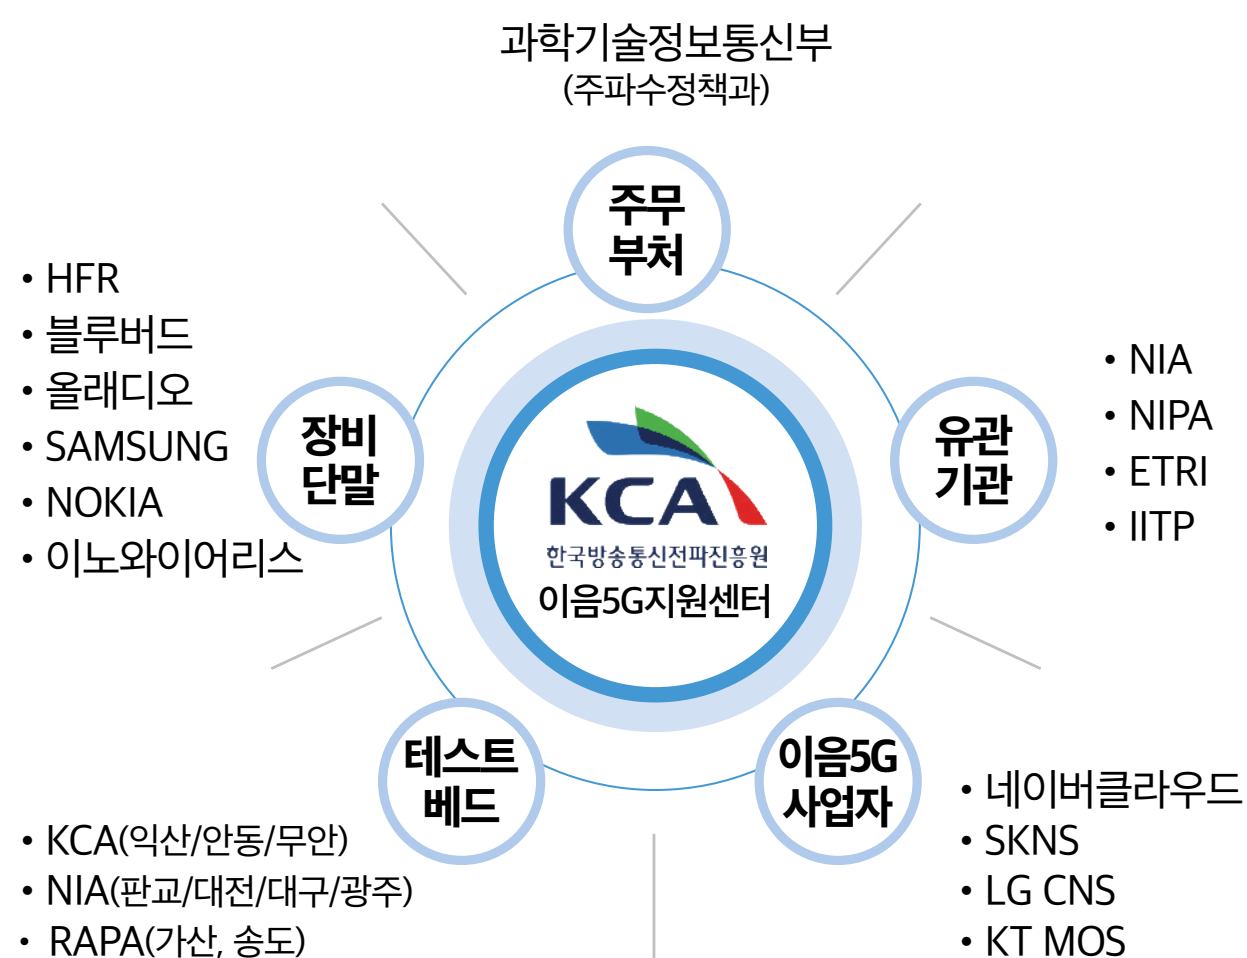 과학기술정보통신부
(주파수정책과)
주무
부처
• HFR
• 블루버드
• 올래디오
• SAMSUNG
• NOKIA
• 이노와이어리스
장비
단말
KCA
한국방송통신전파진흥원
이음5G지원센터
유관
기관
• NIA
• NIPA
• ETRI
• IITP
테스트
베드
• KCA(익산/안동/무안)
• NIA(판교/대전/대구/광주)
• RAPA(가산, 송도)
이음5G
사업자
• 네이버클라우드
• SKNS
• LG CNS
• KT MOS